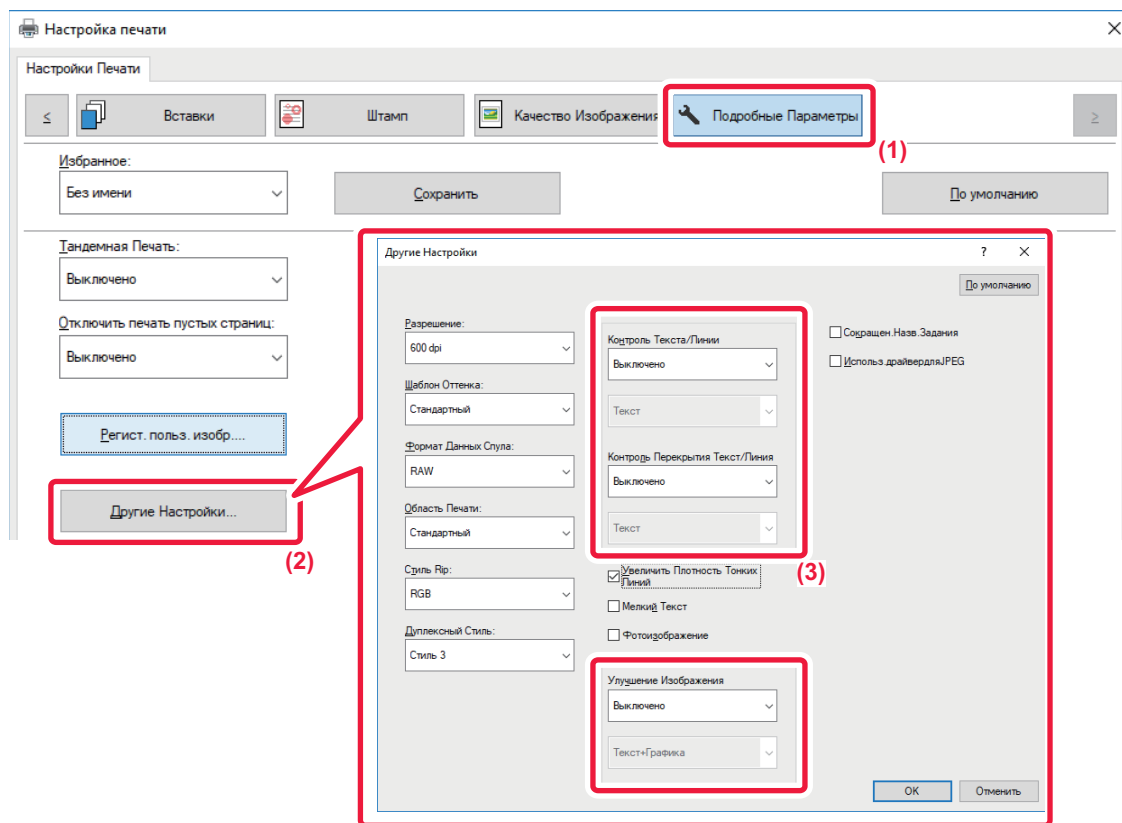 Настройка печати
Настройки Печати
<
Вставки
Штамп
Качество Изображения
Подробные Параметры
>
(1)
Избранное:
Без имени
Сохранить
По умолчанию
Тандемная Печать:
Выключено
Отключить печать пустых страниц:
Выключено
Регист. польз. изобр....
Другие Настройки...
(2)
Другие Настройки
?
По умолчанию
Разрешение:
600 dpi
Шаблон Оттенка:
Стандартный
Формат Данных Спула:
RAW
Область Печати:
Стандартный
Стиль Rip:
RGB
Дуплексный Стиль:
Стиль 3
Контроль Текста/Линии
Выключено
Текст
Контроль Перекрытия Текст/Линия
Выключено
Текст
(3)
Увеличить Плотность Тонких
Линий
Мелкий Текст
Фотоизображение
Улучшение Изображения
Выключено
Текст+Графика
Сокращен.Назв.Задания
Использ.драйвердляJPEG
OK
Отменить